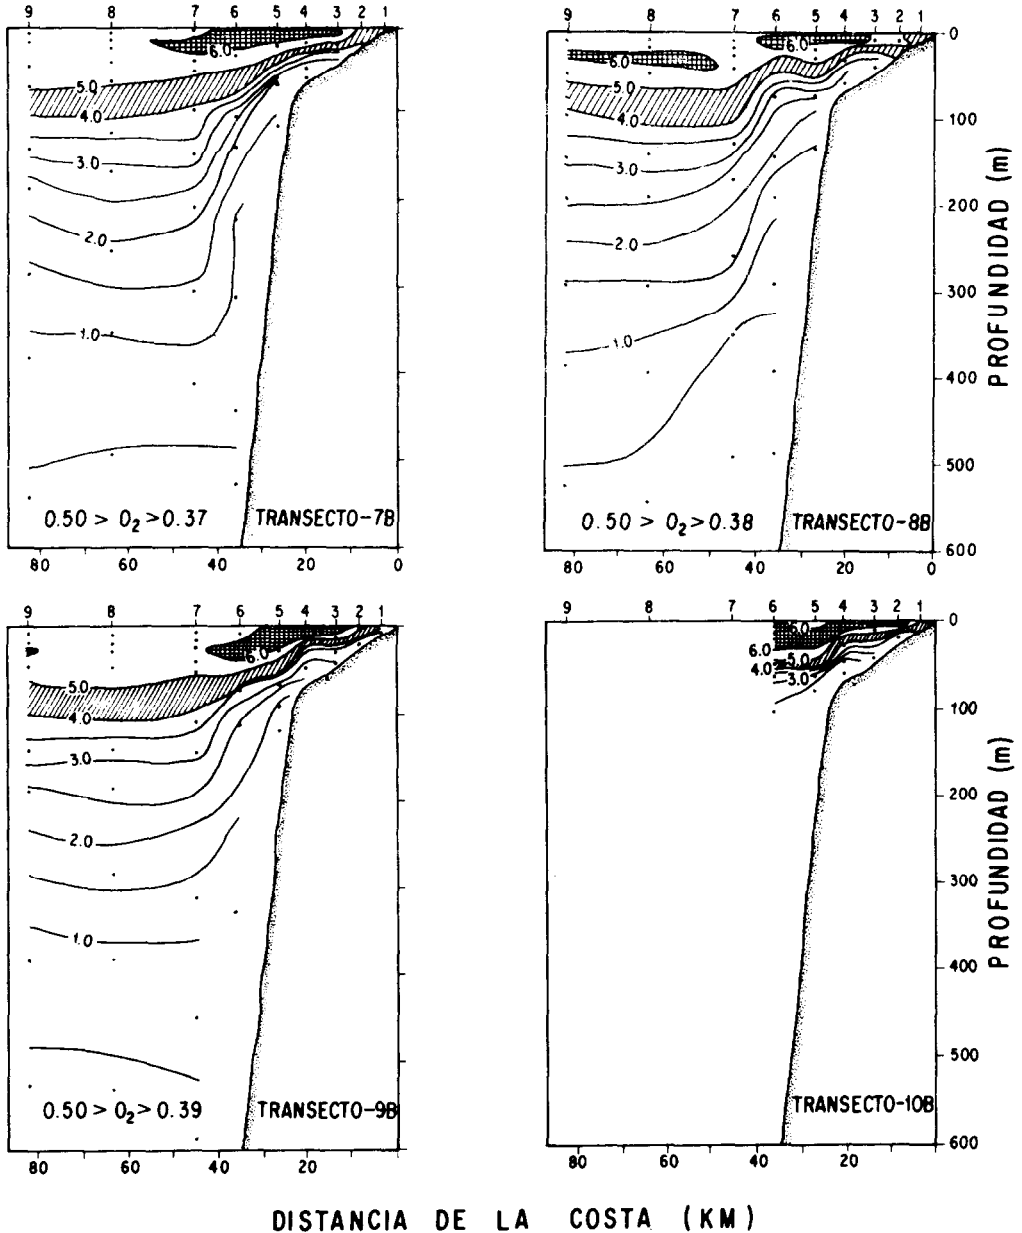 9 8 7 6 5 4 3 2 1
6.0
5.0
4.0
3.0
2.0
1.0
0.50 > O2 > 0.37 TRANSECTO-7B
80 60 40 20 0
9 8 7 6 5 4 3 2 1
6.0
6.0
5.0
4.0
3.0
2.0
1.0
0.50 > O2 > 0.38 TRANSECTO-8B
80 60 40 20 0
0
100
200
300
400
500
600
PROFUNDIDAD (m)
9 8 7 6 5 4 3 2 1
6.0
5.0
4.0
3.0
2.0
1.0
0.50 > O2 > 0.39 TRANSECTO-9B
80 60 40 20
9 8 7 6 5 4 3 2 1
6.0
6.0
5.0
4.0
3.0
TRANSECTO-10B
80 60 40 20
0
100
200
300
400
500
600
PROFUNDIDAD (m)
DISTANCIA DE LA COSTA (KM)